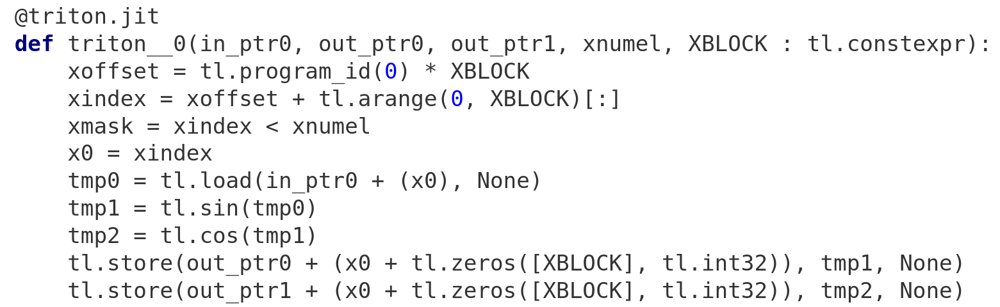 @triton.jit
def triton__0(in_ptr0, out_ptr0, out_ptr1, xnumel, XBLOCK : tl.constexpr):
    xoffset = tl.program_id(0) * XBLOCK
    xindex = xoffset + tl.arange(0, XBLOCK)[:]
    xmask = xindex < xnumel
    x0 = xindex
    tmp0 = tl.load(in_ptr0 + (x0), None)
    tmp1 = tl.sin(tmp0)
    tmp2 = tl.cos(tmp1)
    tl.store(out_ptr0 + (x0 + tl.zeros([XBLOCK], tl.int32)), tmp1, None)
    tl.store(out_ptr1 + (x0 + tl.zeros([XBLOCK], tl.int32)), tmp2, None)